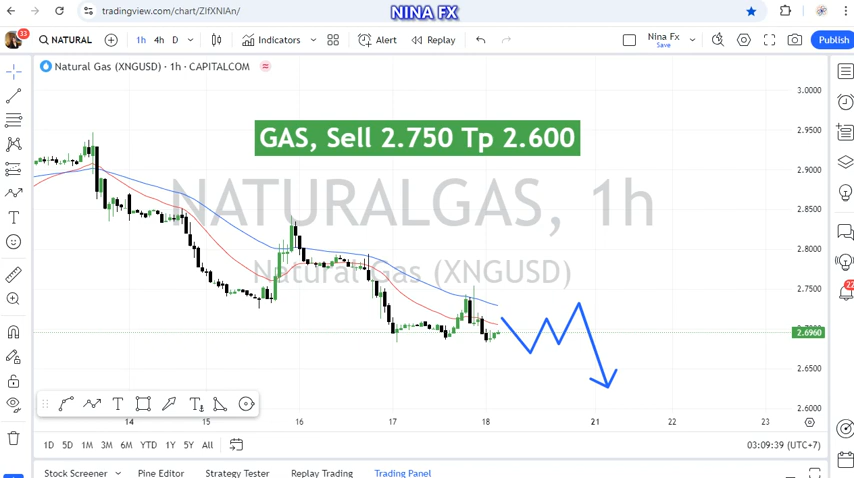 NINA FX
tradingview.com/chart/ZIfXNIAn/
33
NATURAL
1h 4h D
Indicators
Alert
Replay
Nina Fx
Save
Publish
Natural Gas (XNGUSD) · 1h · CAPITALCOM
GAS, Sell 2.750 Tp 2.600
NATURALGAS, 1h
Natural Gas (XNGUSD)
3.0000
2.9500
2.9000
2.8500
2.8000
2.7500
2.6960
2.6500
2.6000
22
14 15 16 17 18 21 22 23
1D 5D 1M 3M 6M YTD 1Y 5Y All
03:09:39 (UTC+7)
Stock Screener
Pine Editor
Strategy Tester
Replay Trading
Trading Panel